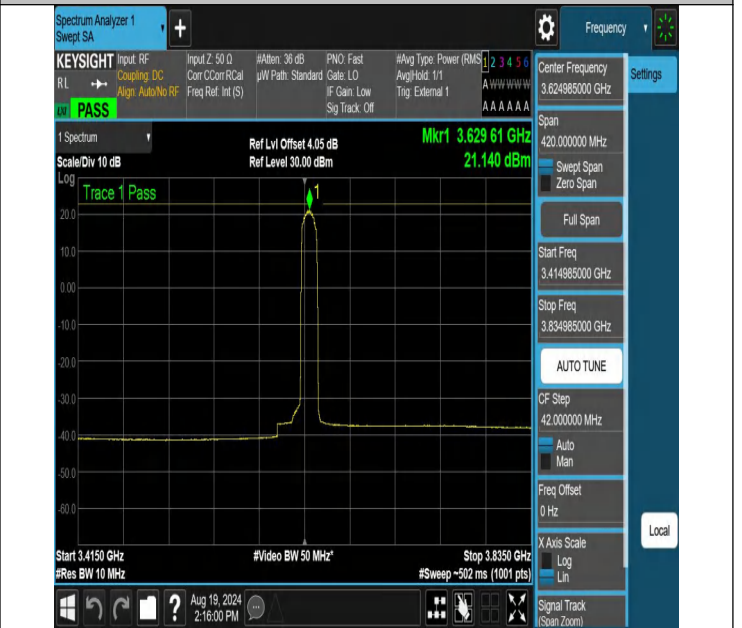 Spectrum Analyzer 1
Swept SA
+
Frequency
KEYSIGHT
RL
PASS
Input: RF
Coupling: DC
Align: Auto/No RF
Input Z: 50 Ω
Corr CCorr RCal
Freq Ref: Int (S)
#Atten: 36 dB
µW Path: Standard
PNO: Fast
Gate: LO
IF Gain: Low
Sig Track: Off
#Avg Type: Power (RMS
Avg|Hold: 1/1
Trig: External 1
1 2 3 4 5 6
A W W W W W
A A A A A A
1 Spectrum
Scale/Div 10 dB
Ref Lvl Offset 4.05 dB
Ref Level 30.00 dBm
Mkr1 3.629 61 GHz
21.140 dBm
Log
Trace 1 Pass
1
20.0
10.0
0.00
-10.0
-20.0
-30.0
-40.0
-50.0
-60.0
Start 3.4150 GHz
#Video BW 50 MHz*
Stop 3.8350 GHz
#Res BW 10 MHz
#Sweep ~502 ms (1001 pts)
Aug 19, 2024
2:16:00 PM
Center Frequency
3.624985000 GHz
Settings
Span
420.000000 MHz
Swept Span
Zero Span
Full Span
Start Freq
3.414985000 GHz
Stop Freq
3.834985000 GHz
AUTO TUNE
CF Step
42.000000 MHz
Auto
Man
Freq Offset
0 Hz
X Axis Scale
Log
Lin
Local
Signal Track
(Span Zoom)